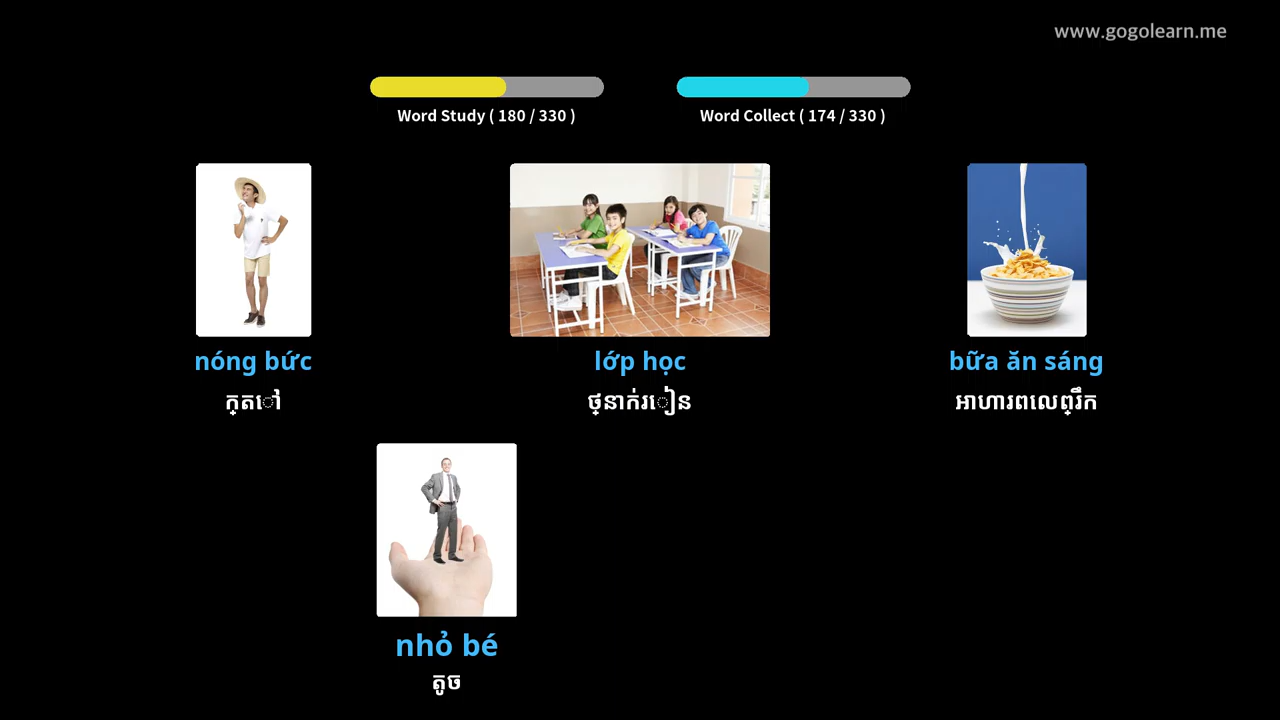 www.gogolearn.me
Word Study ( 180 / 330 )
Word Collect ( 174 / 330 )
nóng bức
ក្តៅ
lớp học
ថ្នាក់រៀន
bữa ăn sáng
អាហារពេលព្រឹក
nhỏ bé
តូច